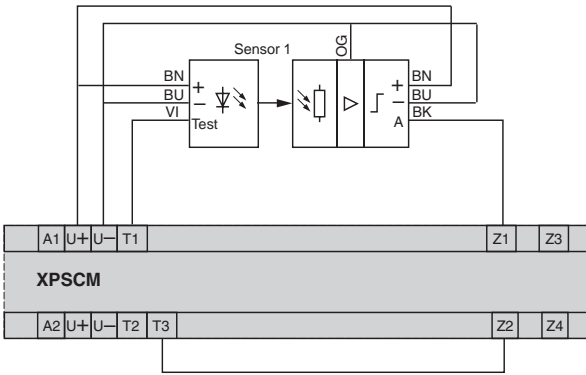 Sensor 1
OG
BN
+
BN
+
BU
−
BU
−
VI
Test
BK
A
A1 U+ U− T1 Z1 Z3
XPSCM
A2 U+ U− T2 T3 Z2 Z4